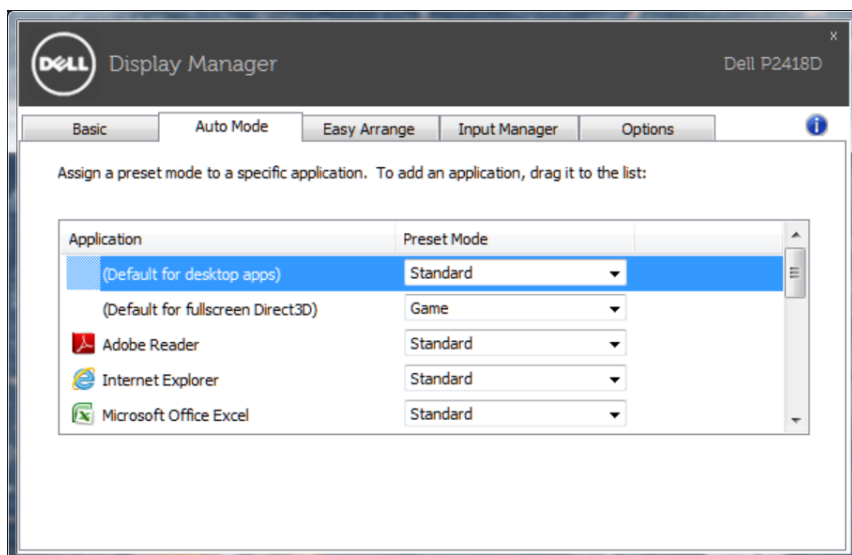 DELL Display Manager
x
Dell P2418D
Basic Auto Mode Easy Arrange Input Manager Options
Assign a preset mode to a specific application. To add an application, drag it to the list:
Application Preset Mode
(Default for desktop apps) Standard
(Default for fullscreen Direct3D) Game
Adobe Reader Standard
Internet Explorer Standard
Microsoft Office Excel Standard